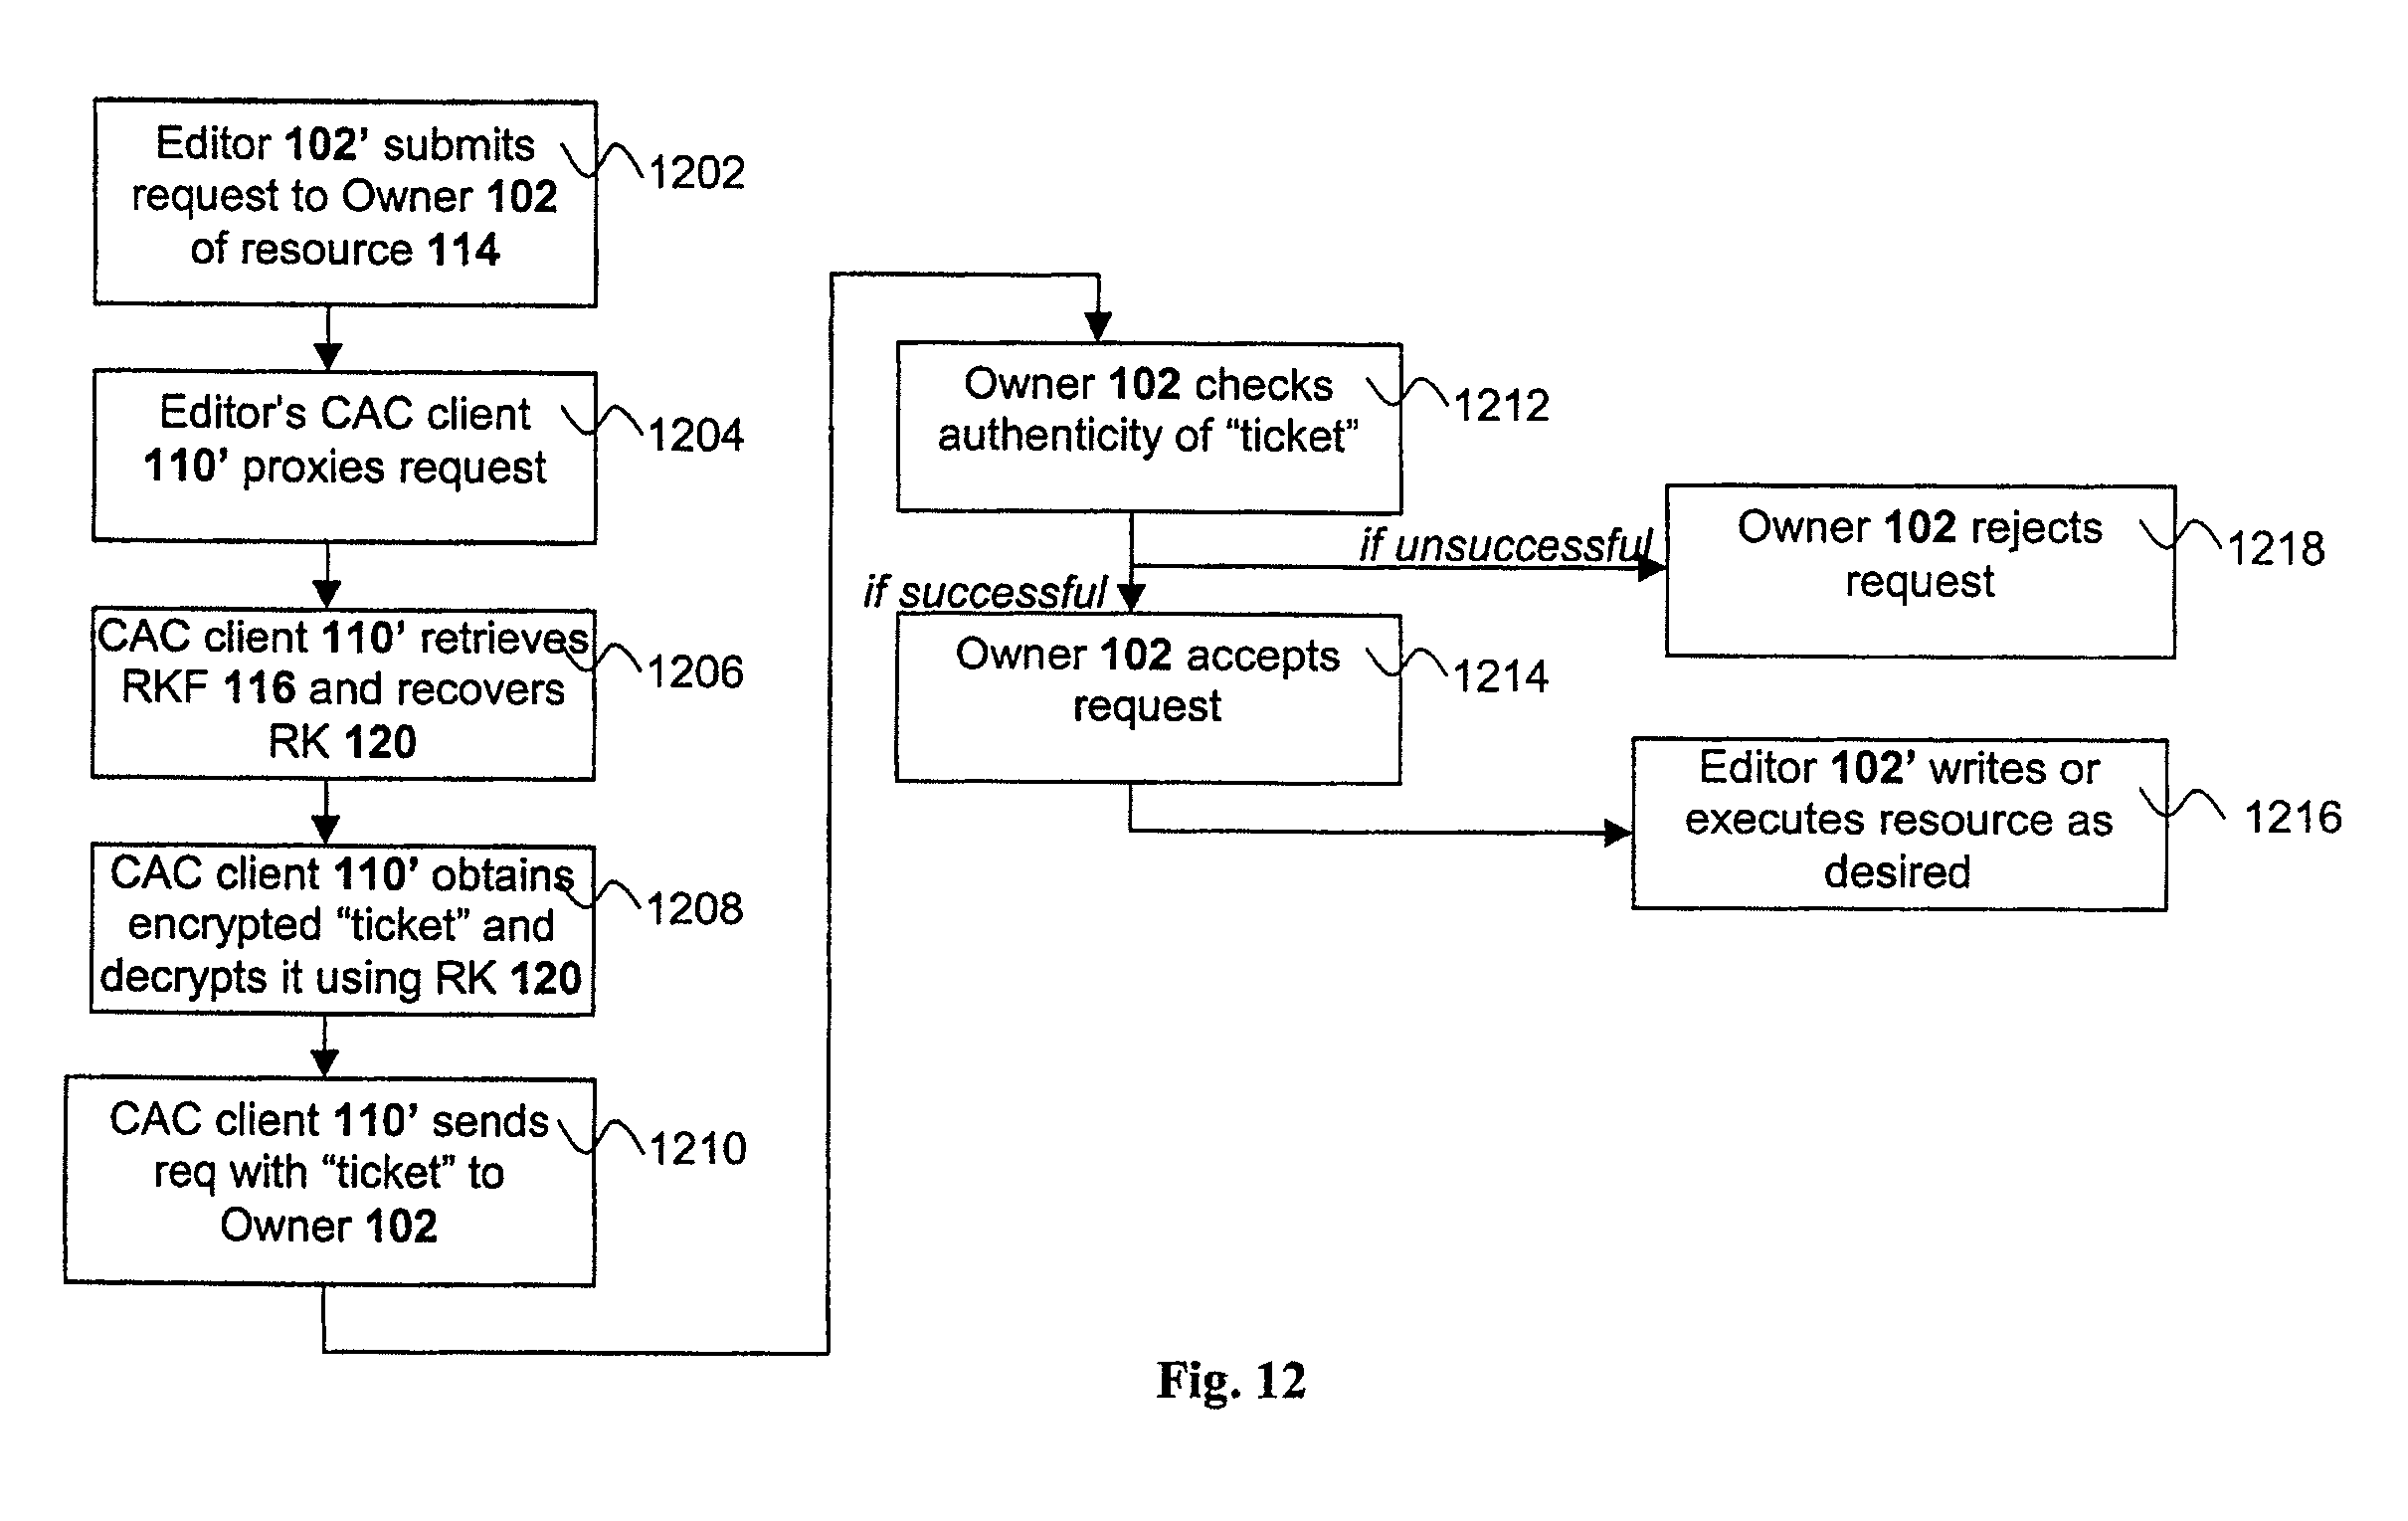 Editor 102’ submits
request to Owner 102
of resource 114
1202
Editor's CAC client
110’ proxies request
1204
CAC client 110’ retrieves
RKF 116 and recovers
RK 120
1206
CAC client 110’ obtains
encrypted “ticket” and
decrypts it using RK 120
1208
CAC client 110’ sends
req with “ticket” to
Owner 102
1210
Owner 102 checks
authenticity of “ticket”
1212
if unsuccessful
if successful
Owner 102 rejects
request
1218
Owner 102 accepts
request
1214
Editor 102’ writes or
executes resource as
desired
1216
Fig. 12